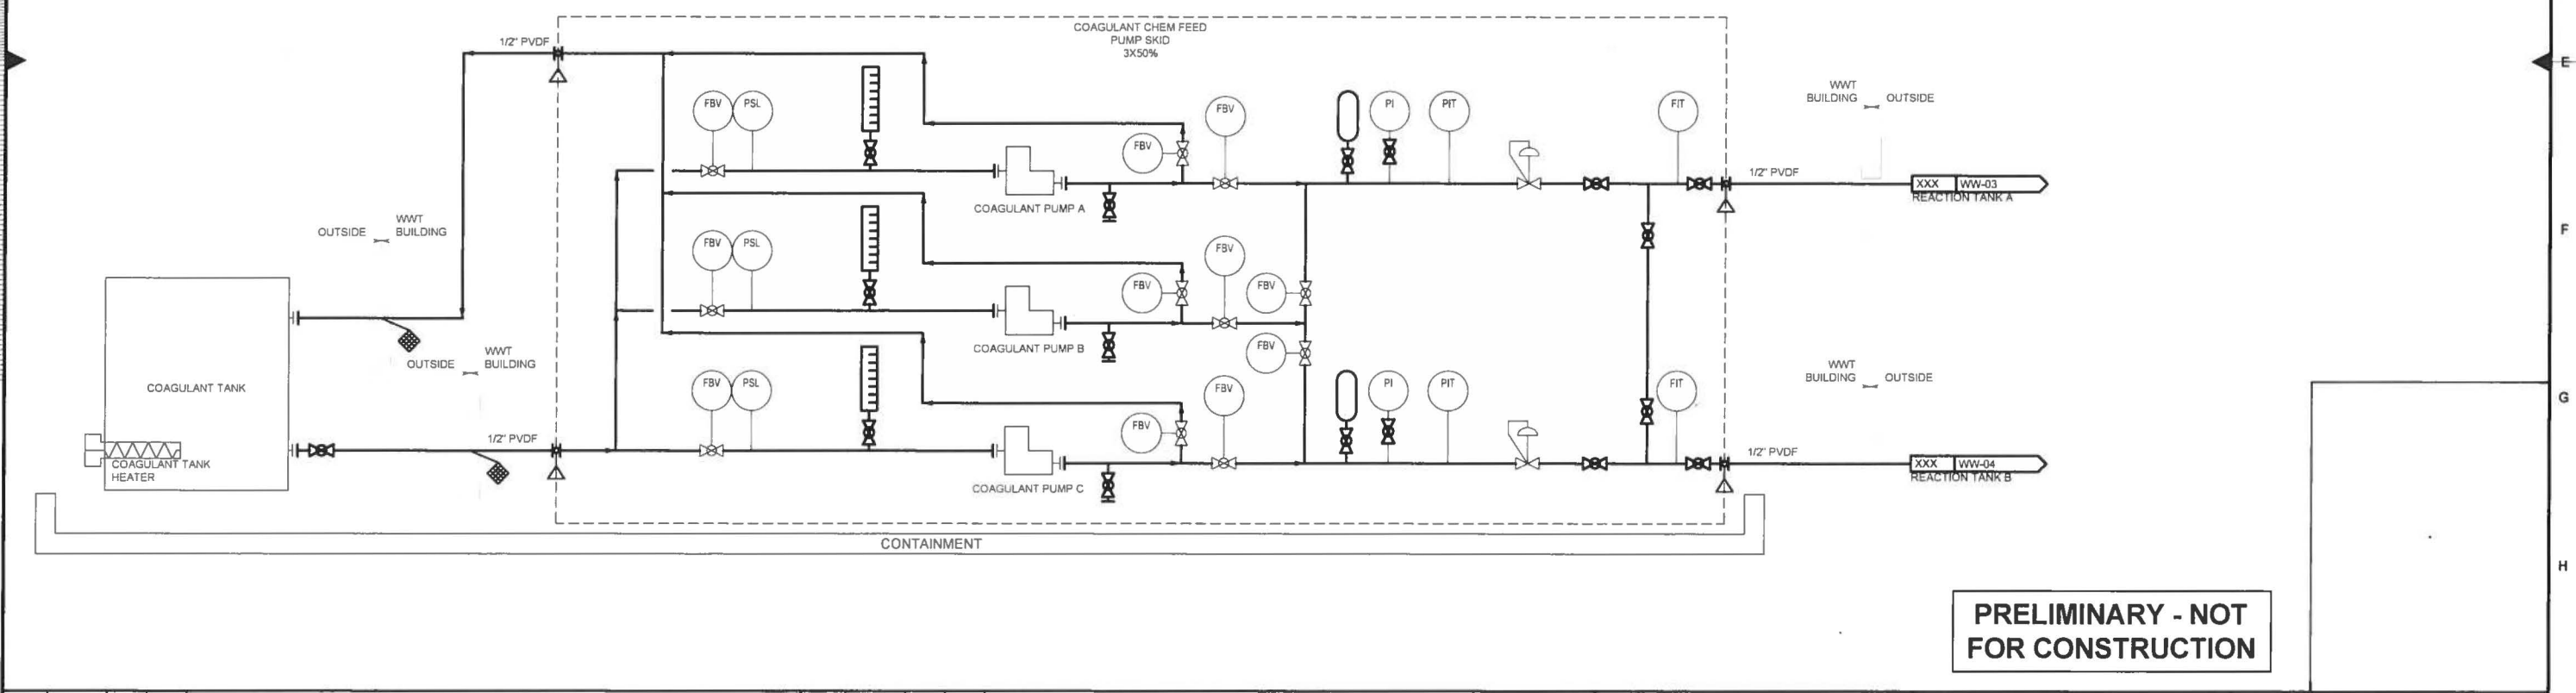 COAGULANT CHEM FEED
PUMP SKID
3X50%
1/2" PVDF
E
WWT
BUILDING OUTSIDE
FBV PSL
FBV
FBV
PI
PIT
FIT
1/2" PVDF
XXX WW-03
REACTION TANK A
COAGULANT PUMP A
WWT
OUTSIDE BUILDING
F
FBV PSL
FBV
FBV
FBV
COAGULANT PUMP B
FBV
WWT
OUTSIDE BUILDING
WWT
BUILDING OUTSIDE
COAGULANT TANK
FBV PSL
FBV
FBV
PI
PIT
FIT
G
1/2" PVDF
1/2" PVDF
COAGULANT TANK
HEATER
XXX WW-04
REACTION TANK B
COAGULANT PUMP C
CONTAINMENT
H
PRELIMINARY - NOT
FOR CONSTRUCTION